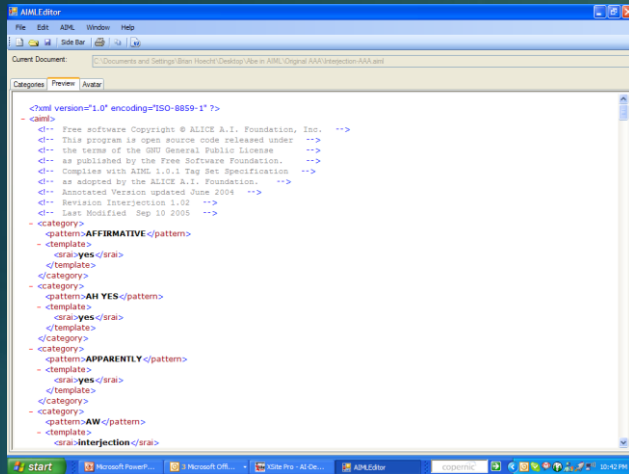 AIMLEditor
File Edit AIML Window Help
Side Bar
Current Document: C:\Documents and Settings\Brian Hoecht\Desktop\Abe in AIML\Original AAA\Interjection-AAA.aiml
Categories Preview Avatar
<?xml version="1.0" encoding="ISO-8859-1" ?>
- <aiml>
<!-- Free software Copyright © ALICE A.I. Foundation, Inc. -->
<!-- This program is open source code released under -->
<!-- the terms of the GNU General Public License -->
<!-- as published by the Free Software Foundation. -->
<!-- Complies with AIML 1.0.1 Tag Set Specification -->
<!-- as adopted by the ALICE A.I. Foundation. -->
<!-- Annotated Version updated June 2004 -->
<!-- Revision Interjection 1.02 -->
<!-- Last Modified Sep 10 2005 -->
- <category>
<pattern>AFFIRMATIVE</pattern>
- <template>
<srai>yes</srai>
</template>
</category>
- <category>
<pattern>AH YES</pattern>
- <template>
<srai>yes</srai>
</template>
</category>
- <category>
<pattern>APPARENTLY</pattern>
- <template>
<srai>yes</srai>
</template>
</category>
- <category>
<pattern>AW</pattern>
- <template>
<srai>interjection</srai>
start Microsoft PowerP... 3 Microsoft Offi... XSite Pro - AI-De... AIMLEditor copernic 10:42 PM